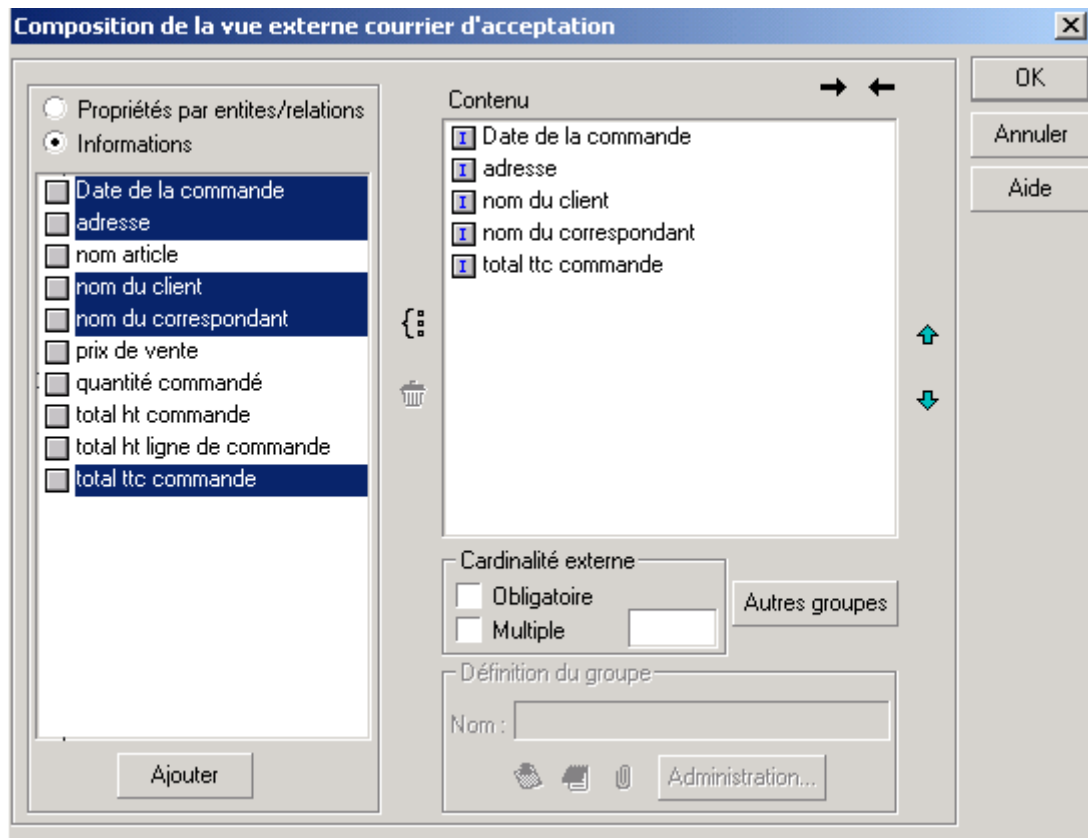 Composition de la vue externe courrier d'acceptation
Propriétés par entites/relations
Informations
Date de la commande
adresse
nom article
nom du client
nom du correspondant
prix de vente
quantité commandé
total ht commande
total ht ligne de commande
total ttc commande
Ajouter
Contenu
I Date de la commande
I adresse
I nom du client
I nom du correspondant
I total ttc commande
Cardinalité externe
Obligatoire
Multiple
Autres groupes
Définition du groupe
Nom :
Administration...
OK
Annuler
Aide